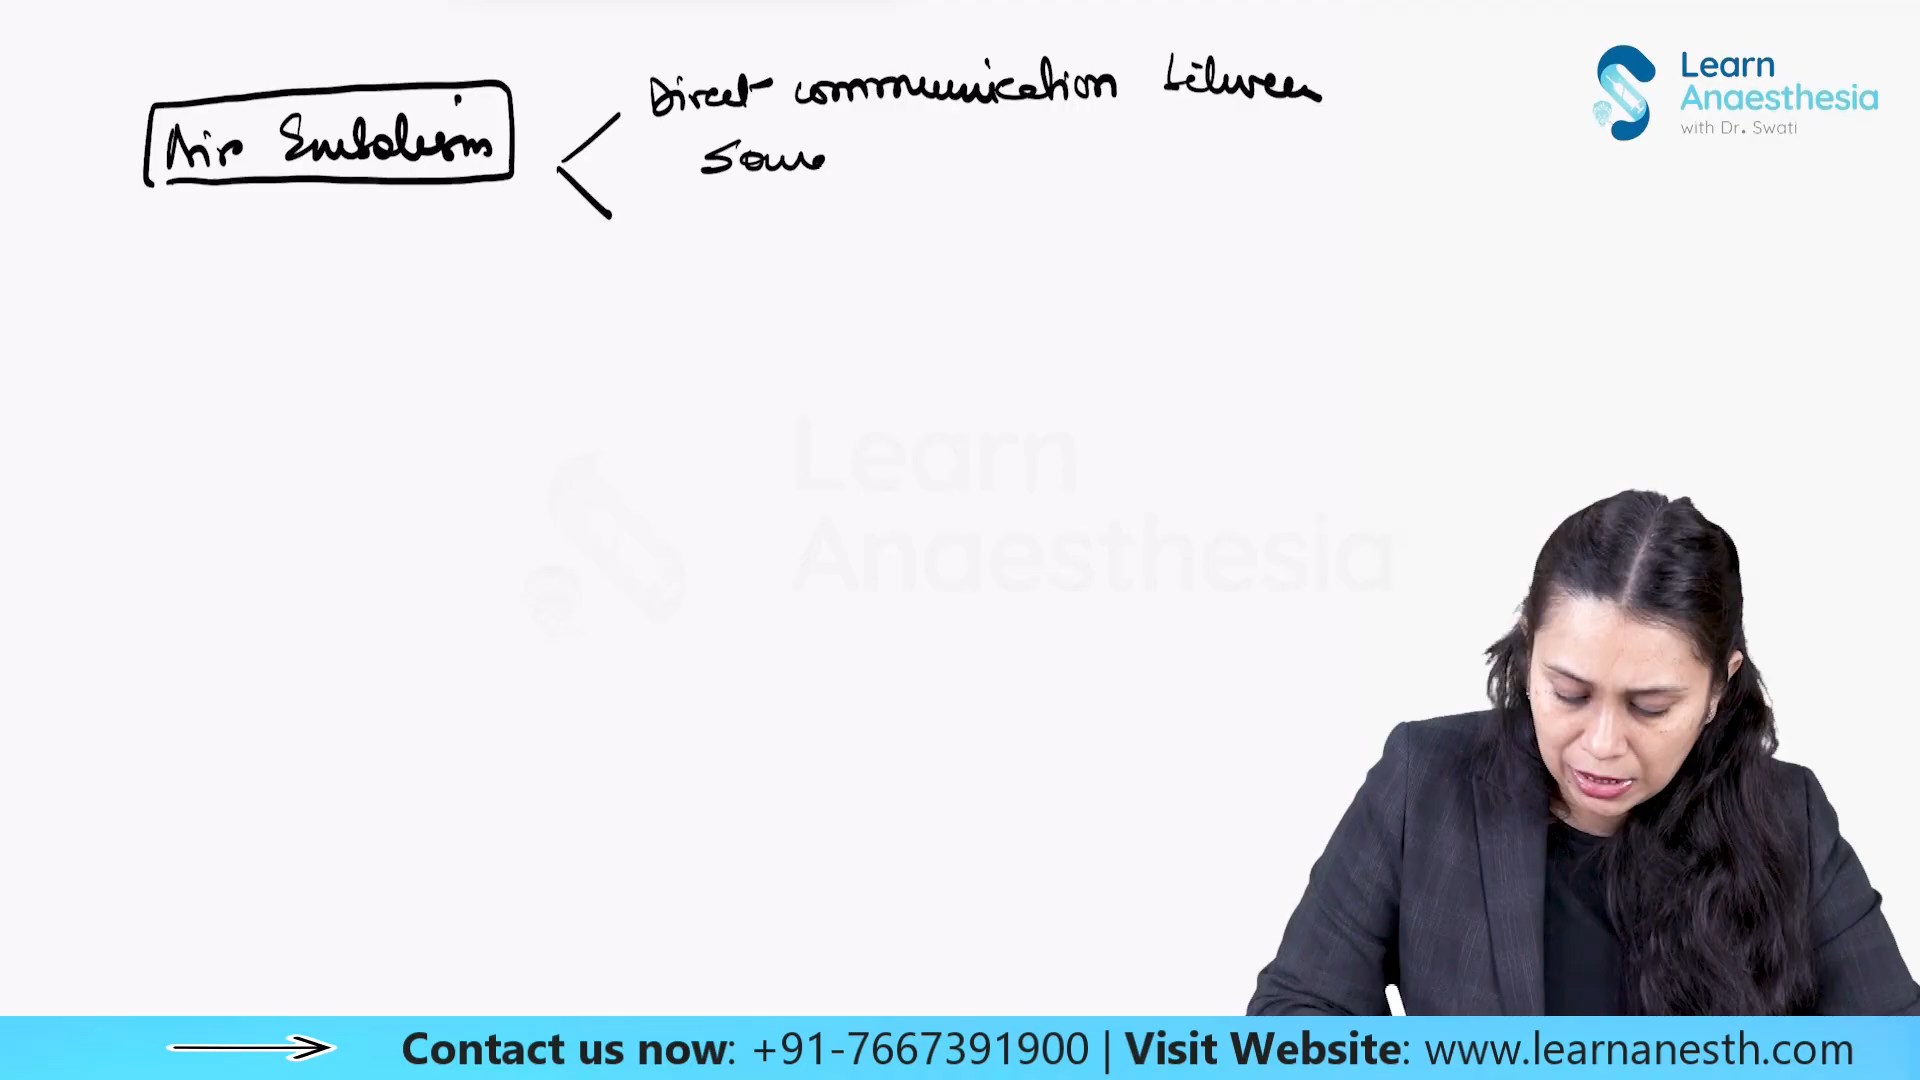 Direct communication between
Air Embolism
sou
Learn
Anaesthesia
with Dr. Swati
Learn
Anaesthesia
Contact us now: +91-7667391900 | Visit Website: www.learnanesth.com